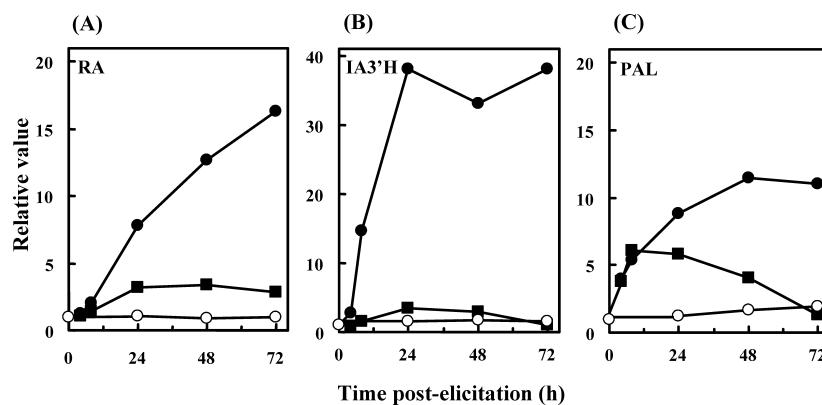 (A) (B) (C)
RA IA3'H PAL
20 40 20
15 30 15
10 20 10
5 10 5
0 0 0
0 24 48 72 0 24 48 72 0 24 48 72
Relative value
Time post-elicitation (h)